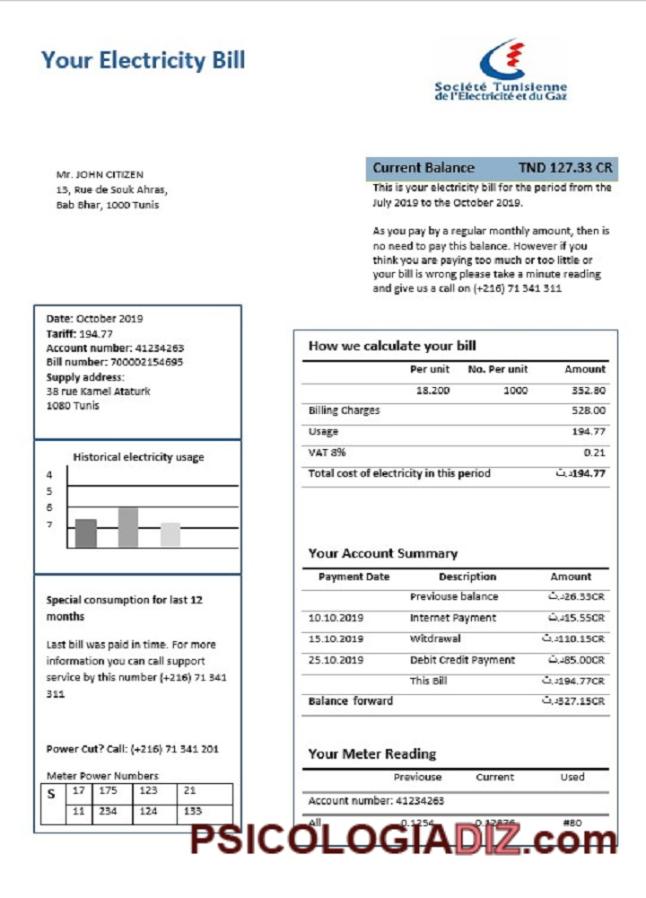 Your Electricity Bill
Société Tunisienne
de l'Electricité et du Gaz
Mr. JOHN CITIZEN
13, Rue de Souk Ahras,
Bab Bhar, 1000 Tunis
Current Balance TND 127.33 CR
This is your electricity bill for the period from the
July 2019 to the October 2019.
As you pay by a regular monthly amount, then is
no need to pay this balance. However if you
think you are paying too much or too little or
your bill is wrong please take a minute reading
and give us a call on (+216) 71 341 311
Date: October 2019
Tariff: 194.77
Account number: 41234263
Bill number: 700002154695
Supply address:
38 rue Kamel Ataturk
1080 Tunis
Historical electricity usage
4
5
6
7
Special consumption for last 12
months
Last bill was paid in time. For more
information you can call support
service by this number (+216) 71 341
311
Power Cut? Call: (+216) 71 341 201
Meter Power Numbers
S 17 175 123 21
11 234 124 133
How we calculate your bill
Per unit No. Per unit Amount
18.200 1000 352.80
Billing Charges 528.00
Usage 194.77
VAT 8% 0.21
Total cost of electricity in this period د.ت194.77
Your Account Summary
Payment Date Description Amount
Previouse balance د.ت26.33CR
10.10.2019 Internet Payment د.ت15.55CR
15.10.2019 Witdrawal د.ت110.15CR
25.10.2019 Debit Credit Payment د.ت85.00CR
This Bill د.ت194.77CR
Balance forward د.ت327.15CR
Your Meter Reading
Previouse Current Used
Account number: 41234263
All 0.1254 0.12876 #80
PSICOLOGIADIZ.com